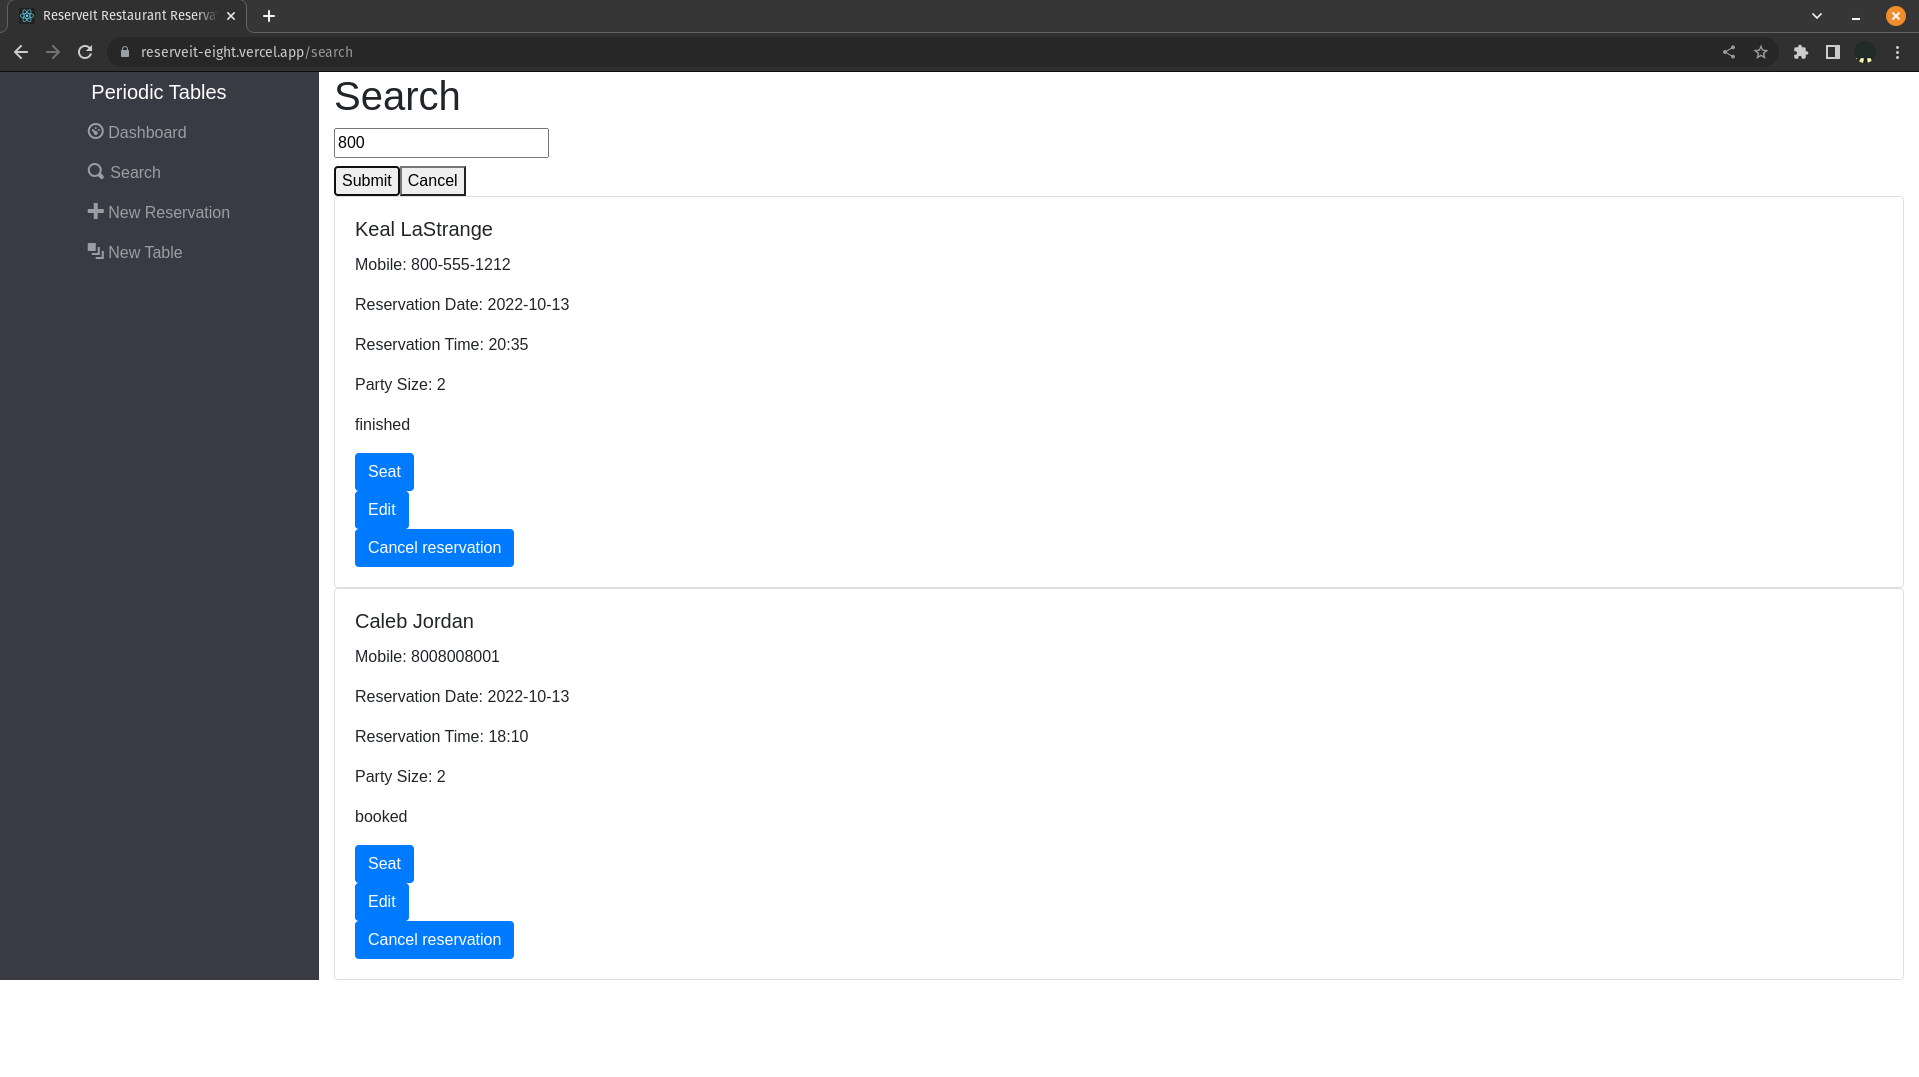 ReserveIt Restaurant Reserva
reserveit-eight.vercel.app/search
Periodic Tables
Dashboard
Search
New Reservation
New Table
Search
800
Submit Cancel
Keal LaStrange
Mobile: 800-555-1212
Reservation Date: 2022-10-13
Reservation Time: 20:35
Party Size: 2
finished
Seat
Edit
Cancel reservation
Caleb Jordan
Mobile: 8008008001
Reservation Date: 2022-10-13
Reservation Time: 18:10
Party Size: 2
booked
Seat
Edit
Cancel reservation